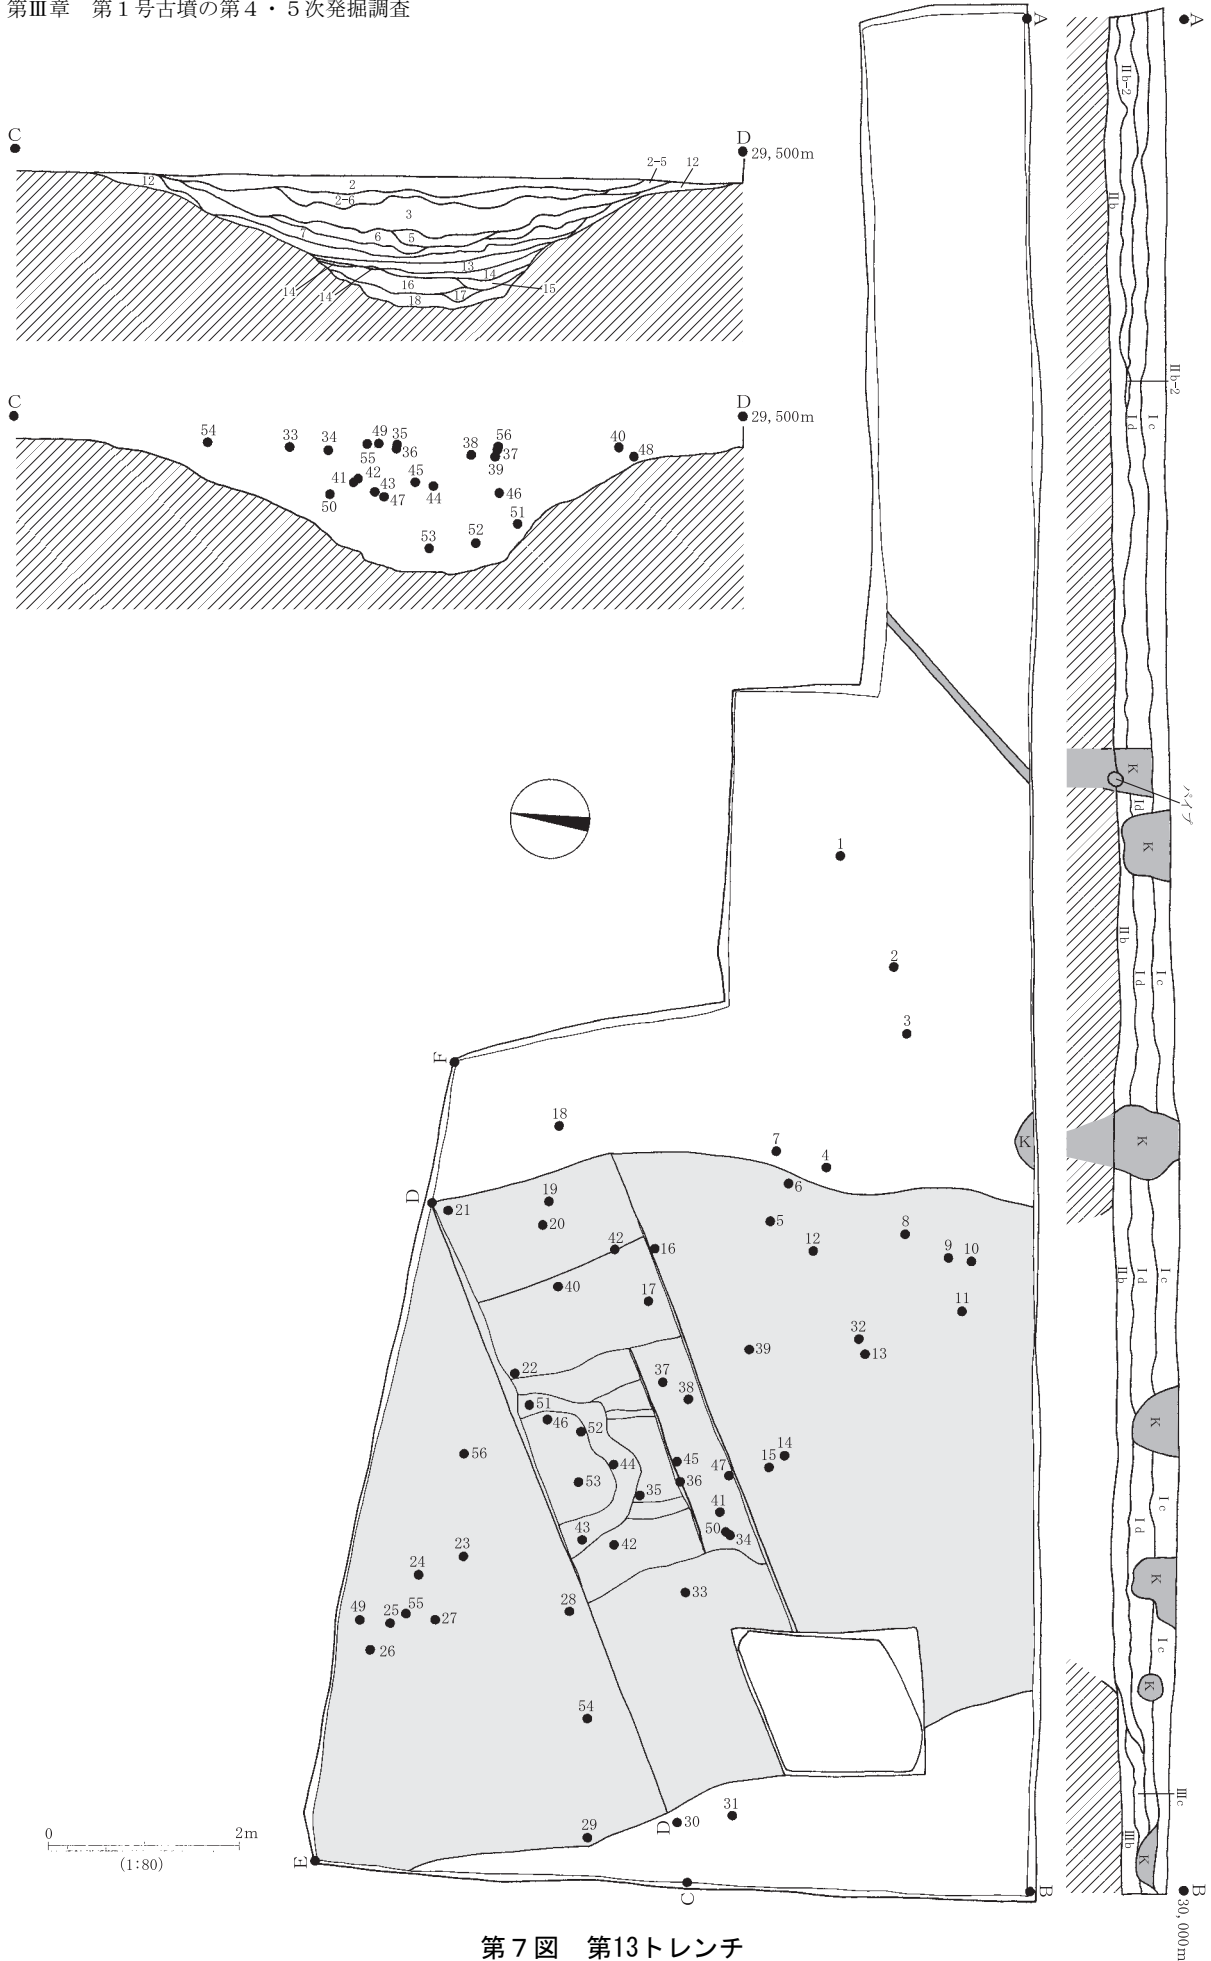 第Ⅲ章　第１号古墳の第４・５次発掘調査
C
D
29,500m
2-5
12
12
2
2-6
3
7
6
5
13
14
14
14
16
15
17
18
C
D
29,500m
54
33
34
49
35
55
36
38
56
37
39
40
48
41
42
43
47
45
44
50
46
51
53
52
A
A
Ⅱb-2
Ⅱb
Ⅱb-2
Ⅰd
Ⅰc
K
パイプ
Ⅰd
K
Ⅱb
Ⅰd
Ⅰc
K
K
Ⅱb
Ⅰd
Ⅰc
K
Ⅰc
Ⅰd
K
Ⅰc
K
Ⅲc
Ⅲb
K
B
30,000m
1
2
3
F
18
7
4
6
D
21
19
20
5
8
12
9
10
42
16
40
17
11
32
13
39
22
37
38
51
46
52
56
44
45
47
14
15
53
35
36
41
50
34
43
42
23
24
33
28
49
25
55
27
26
54
31
D
30
29
E
C
B
0
2m
(1:80)
第７図　第13トレンチ